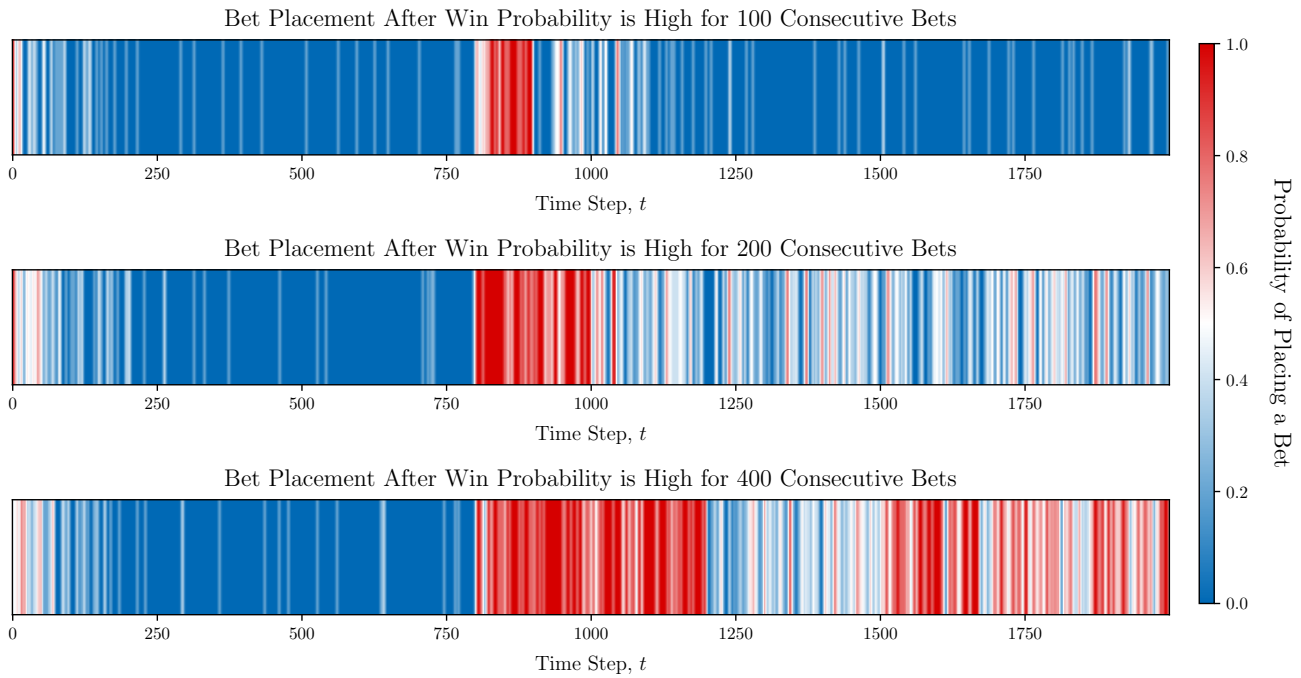 Bet Placement After Win Probability is High for 100 Consecutive Bets
0 250 500 750 1000 1250 1500 1750
Time Step, t
Bet Placement After Win Probability is High for 200 Consecutive Bets
0 250 500 750 1000 1250 1500 1750
Time Step, t
Bet Placement After Win Probability is High for 400 Consecutive Bets
0 250 500 750 1000 1250 1500 1750
Time Step, t
1.0
0.8
0.6
0.4
0.2
0.0
Probability of Placing a Bet